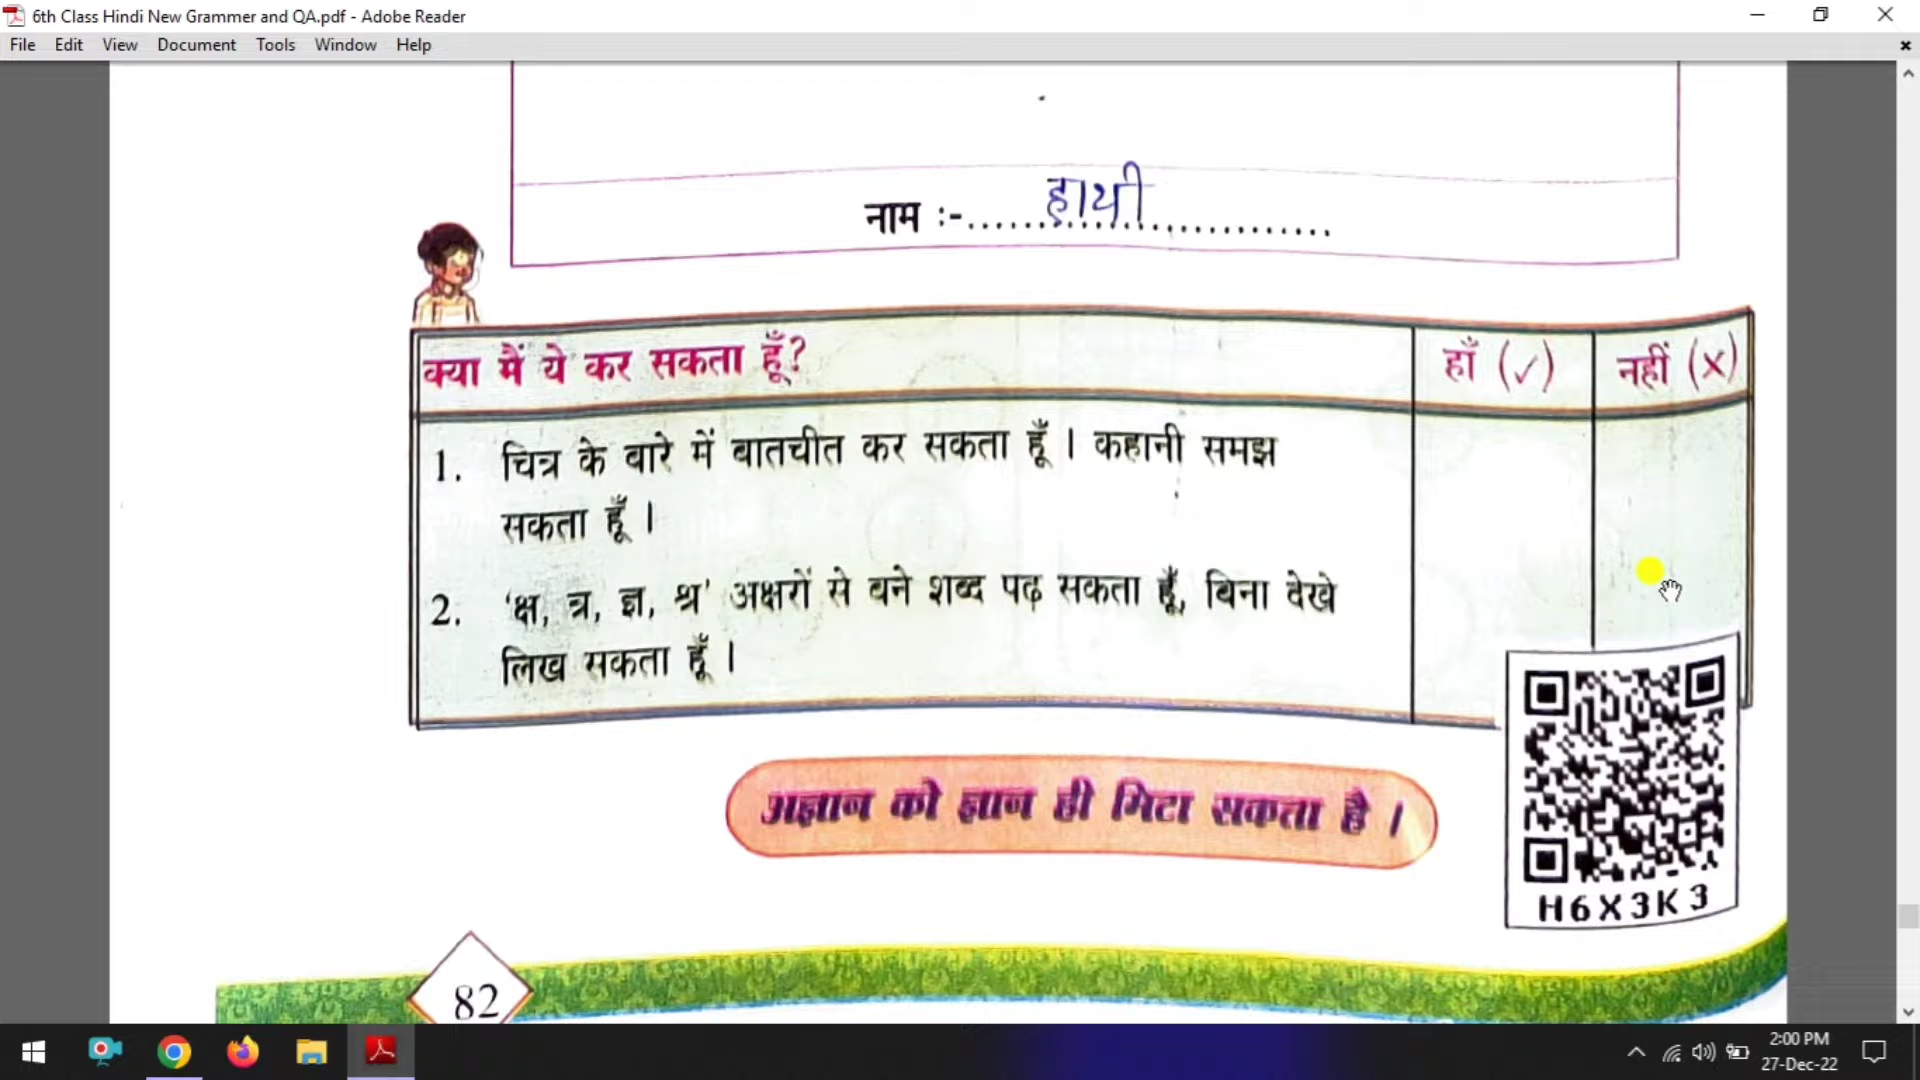 6th Class Hindi New Grammer and QA.pdf - Adobe Reader
File Edit View Document Tools Window Help
नाम :-.................................
हाथी
क्या मैं ये कर सकता हूँ?
हाँ (✓)
नहीं (X)
1. चित्र के बारे में बातचीत कर सकता हूँ । कहानी समझ
सकता हूँ ।
2. 'क्ष, त्र, ज्ञ, श्र' अक्षरों से बने शब्द पढ़ सकता हूँ, बिना देखे
लिख सकता हूँ ।
अज्ञान को ज्ञान ही मिटा सकता है ।
H6X3K3
82
2:00 PM
27-Dec-22